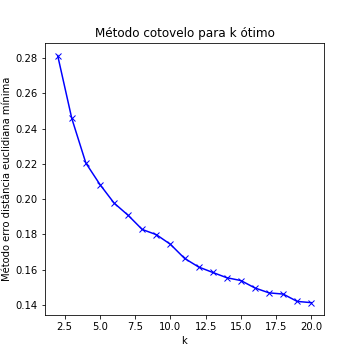 Método cotovelo para k ótimo
Método erro distância euclidiana mínima
0.28
0.26
0.24
0.22
0.20
0.18
0.16
0.14
2.5 5.0 7.5 10.0 12.5 15.0 17.5 20.0
k